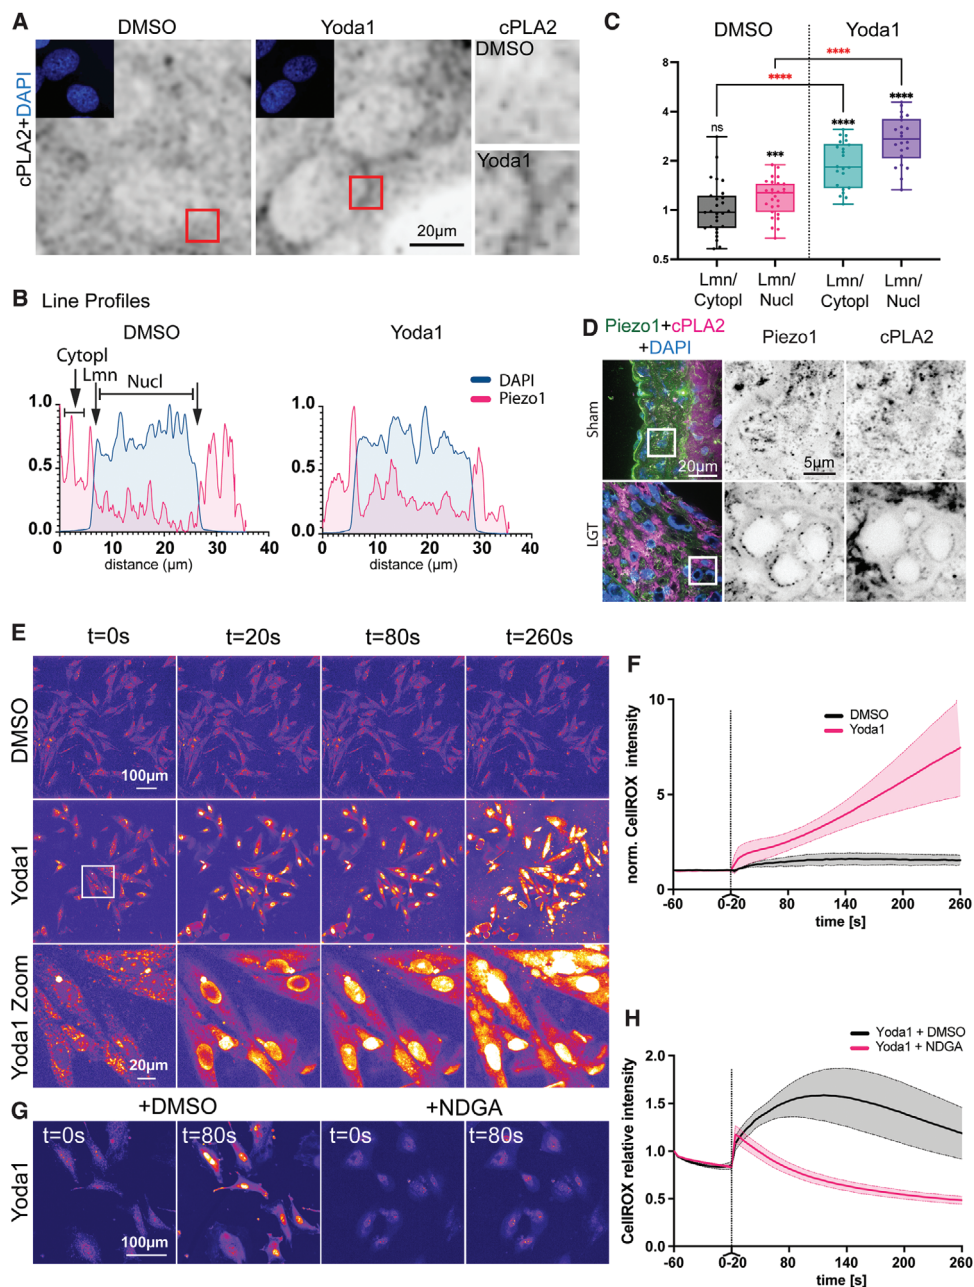 A
DMSO
Yoda1
cPLA2
cPLA2+DAPI
DMSO
Yoda1
20µm
B Line Profiles
DMSO
Yoda1
Cytopl
Lmn
Nucl
DAPI
Piezo1
1.0
0.5
0.0
0 10 20 30 40
distance (µm)
1.0
0.5
0.0
0 10 20 30 40
distance (µm)
C
DMSO
Yoda1
****
****
ns
***
****
****
8
4
2
1
0.5
Lmn/ Lmn/ Lmn/ Lmn/
Cytopl Nucl Cytopl Nucl
D
Piezo1+cPLA2
+DAPI
Piezo1
cPLA2
Sham
20µm
5µm
LGT
E
t=0s
t=20s
t=80s
t=260s
DMSO
100µm
Yoda1
Yoda1 Zoom
20µm
F
norm. CellROX intensity
10
5
0
DMSO
Yoda1
-60 0-20 80 140 200 260
time [s]
G
+DMSO
+NDGA
Yoda1
t=0s
t=80s
t=0s
t=80s
100µm
H
Yoda1 + DMSO
Yoda1 + NDGA
CellROX relative intensity
2.0
1.5
1.0
0.5
0.0
-60 0-20 80 140 200 260
time [s]